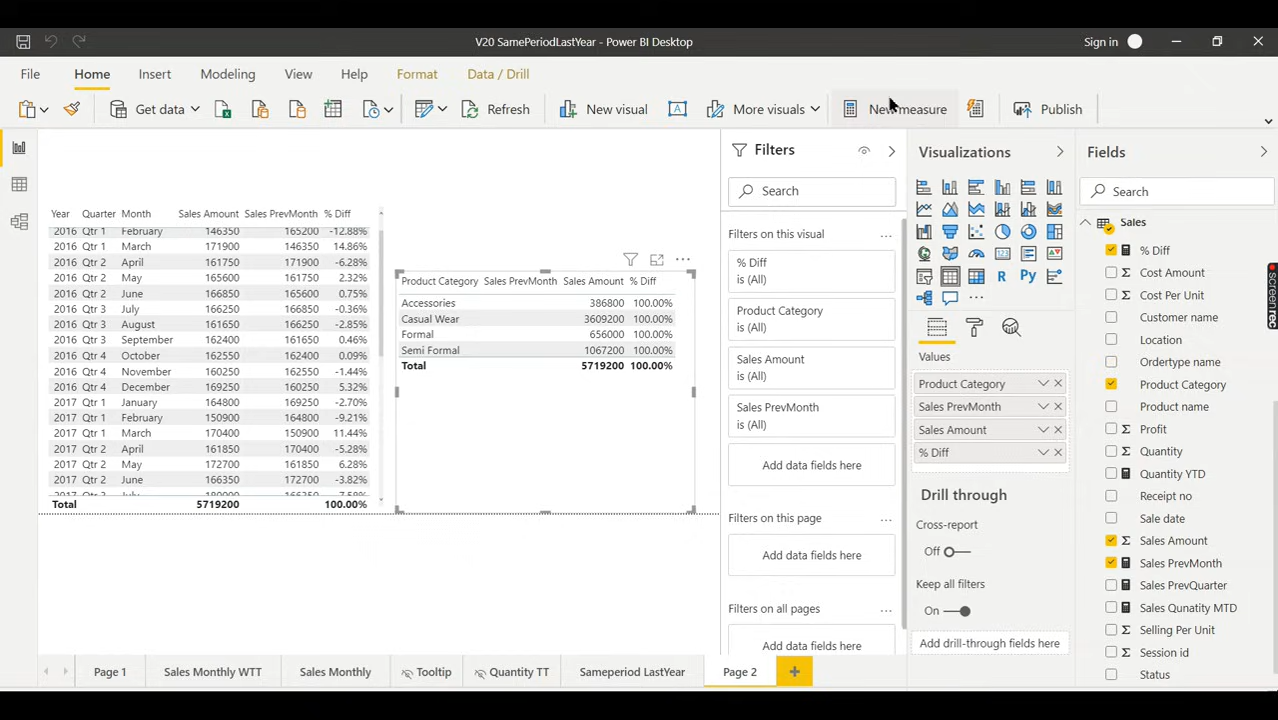 V20 SamePeriodLastYear - Power BI Desktop
Sign in
File Home Insert Modeling View Help Format Data / Drill
Get data Refresh New visual More visuals New measure Publish
Year Quarter Month Sales Amount Sales PrevMonth % Diff
2016 Qtr 1 February 146350 165200 -12.88%
2016 Qtr 1 March 171900 146350 14.86%
2016 Qtr 2 April 161750 171900 -6.28%
2016 Qtr 2 May 165600 161750 2.32%
2016 Qtr 2 June 166850 165600 0.75%
2016 Qtr 3 July 166250 166850 -0.36%
2016 Qtr 3 August 161650 166250 -2.85%
2016 Qtr 3 September 162400 161650 0.46%
2016 Qtr 4 October 162550 162400 0.09%
2016 Qtr 4 November 160250 162550 -1.44%
2016 Qtr 4 December 169250 160250 5.32%
2017 Qtr 1 January 164800 169250 -2.70%
2017 Qtr 1 February 150900 164800 -9.21%
2017 Qtr 1 March 170400 150900 11.44%
2017 Qtr 2 April 161850 170400 -5.28%
2017 Qtr 2 May 172700 161850 6.28%
2017 Qtr 2 June 166350 172700 -3.82%
2017 Qtr 3 July
Total 5719200 100.00%
Product Category Sales PrevMonth Sales Amount % Diff
Accessories 386800 100.00%
Casual Wear 3609200 100.00%
Formal 656000 100.00%
Semi Formal 1067200 100.00%
Total 5719200 100.00%
Filters
Search
Filters on this visual ...
% Diff
is (All)
Product Category
is (All)
Sales Amount
is (All)
Sales PrevMonth
is (All)
Add data fields here
Filters on this page ...
Add data fields here
Filters on all pages ...
Add data fields here
Visualizations
R Py
...
Values
Product Category
Sales PrevMonth
Sales Amount
% Diff
Drill through
Cross-report
Off
Keep all filters
On
Add drill-through fields here
Fields
Search
Sales
% Diff
Cost Amount
Cost Per Unit
Customer name
Location
Ordertype name
Product Category
Product name
Profit
Quantity
Quantity YTD
Receipt no
Sale date
Sales Amount
Sales PrevMonth
Sales PrevQuarter
Sales Qunatity MTD
Selling Per Unit
Session id
Status
screenrec
Page 1 Sales Monthly WTT Sales Monthly Tooltip Quantity TT Sameperiod LastYear Page 2